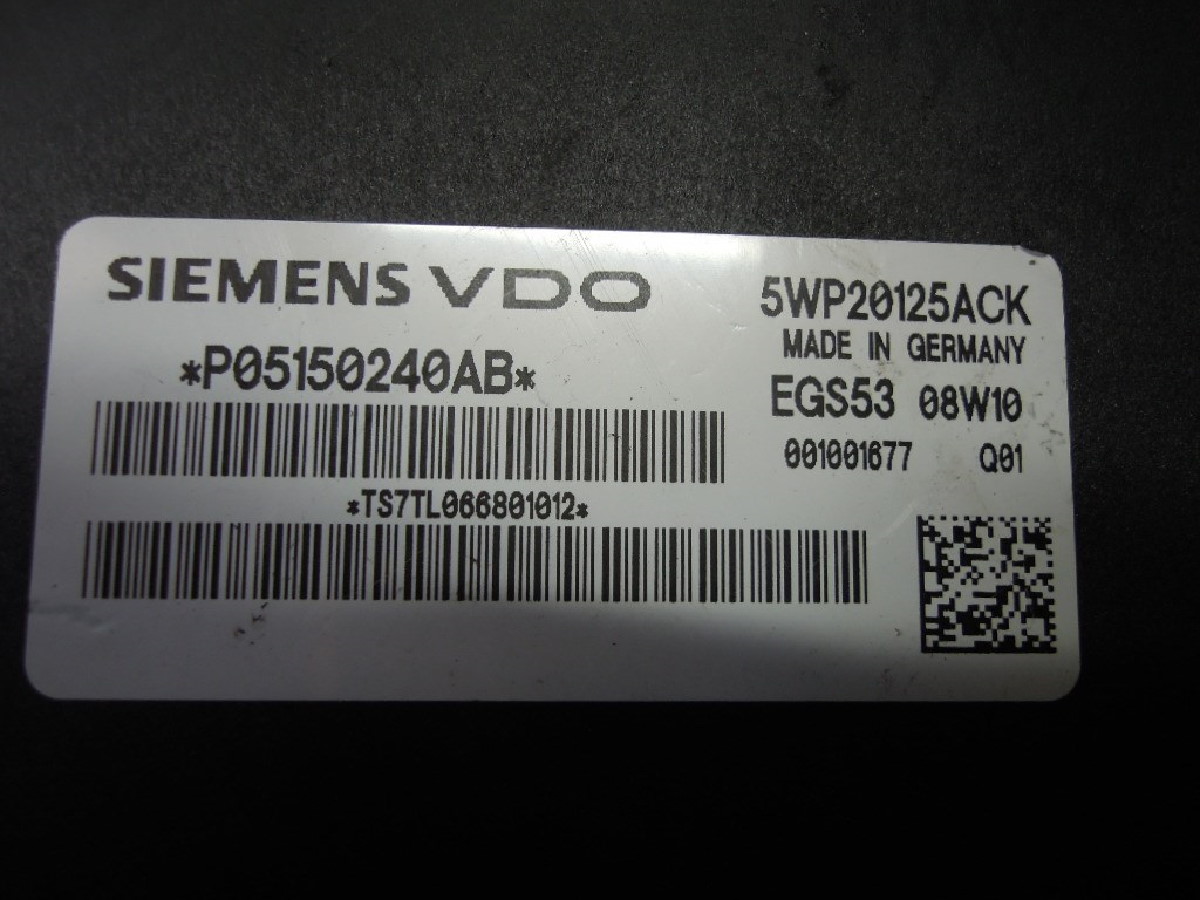 SIEMENS VDO
*P05150240AB*
*TS7TL066801012*
5WP20125ACK
MADE IN GERMANY
EGS53 08W10
001001677 Q01